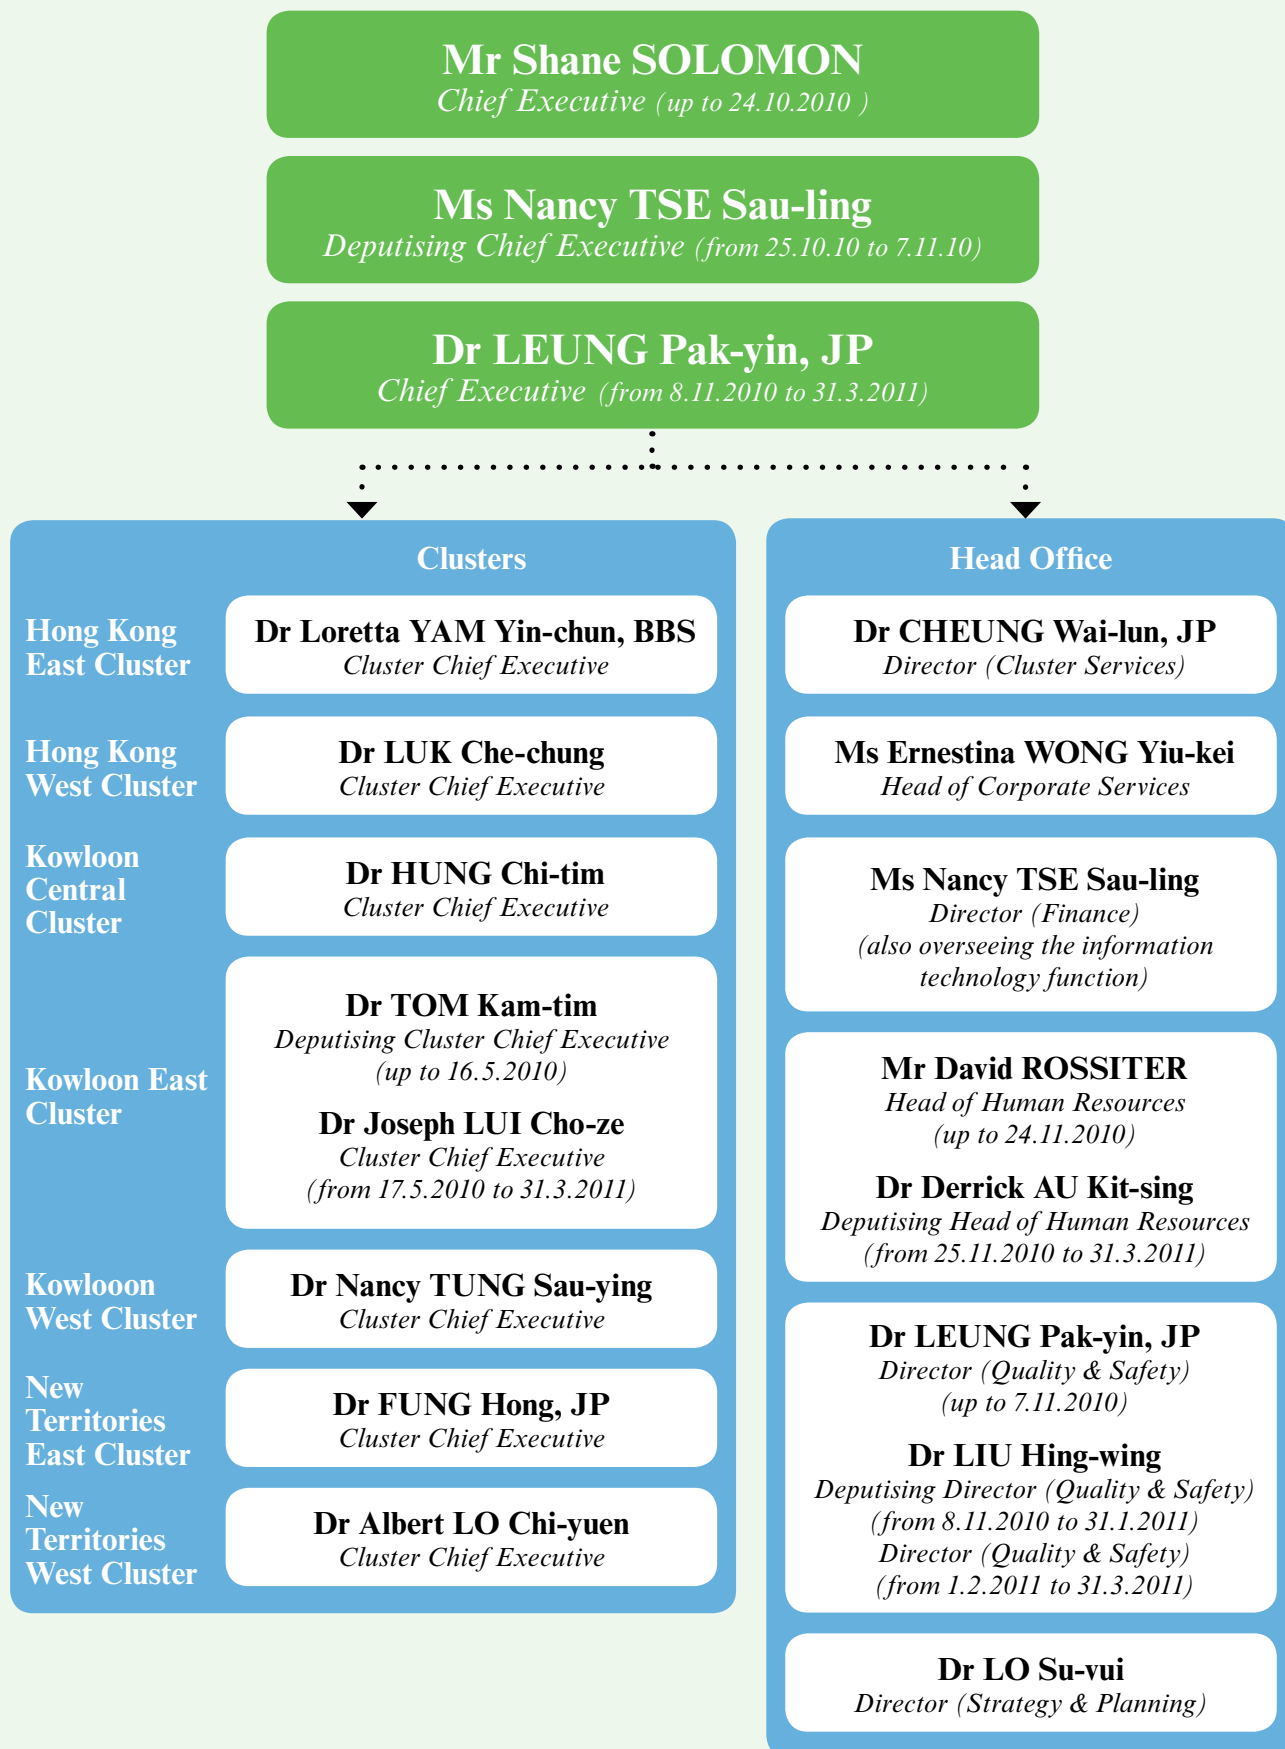 Mr Shane SOLOMON
Chief Executive (up to 24.10.2010 )
Ms Nancy TSE Sau-ling
Deputising Chief Executive (from 25.10.10 to 7.11.10)
Dr LEUNG Pak-yin, JP
Chief Executive (from 8.11.2010 to 31.3.2011)
Clusters
Hong Kong
East Cluster
Dr Loretta YAM Yin-chun, BBS
Cluster Chief Executive
Hong Kong
West Cluster
Dr LUK Che-chung
Cluster Chief Executive
Kowloon
Central
Cluster
Dr HUNG Chi-tim
Cluster Chief Executive
Kowloon East
Cluster
Dr TOM Kam-tim
Deputising Cluster Chief Executive
(up to 16.5.2010)
Dr Joseph LUI Cho-ze
Cluster Chief Executive
(from 17.5.2010 to 31.3.2011)
Kowlooon
West Cluster
Dr Nancy TUNG Sau-ying
Cluster Chief Executive
New
Territories
East Cluster
Dr FUNG Hong, JP
Cluster Chief Executive
New
Territories
West Cluster
Dr Albert LO Chi-yuen
Cluster Chief Executive
Head Office
Dr CHEUNG Wai-lun, JP
Director (Cluster Services)
Ms Ernestina WONG Yiu-kei
Head of Corporate Services
Ms Nancy TSE Sau-ling
Director (Finance)
(also overseeing the information
technology function)
Mr David ROSSITER
Head of Human Resources
(up to 24.11.2010)
Dr Derrick AU Kit-sing
Deputising Head of Human Resources
(from 25.11.2010 to 31.3.2011)
Dr LEUNG Pak-yin, JP
Director (Quality & Safety)
(up to 7.11.2010)
Dr LIU Hing-wing
Deputising Director (Quality & Safety)
(from 8.11.2010 to 31.1.2011)
Director (Quality & Safety)
(from 1.2.2011 to 31.3.2011)
Dr LO Su-vui
Director (Strategy & Planning)